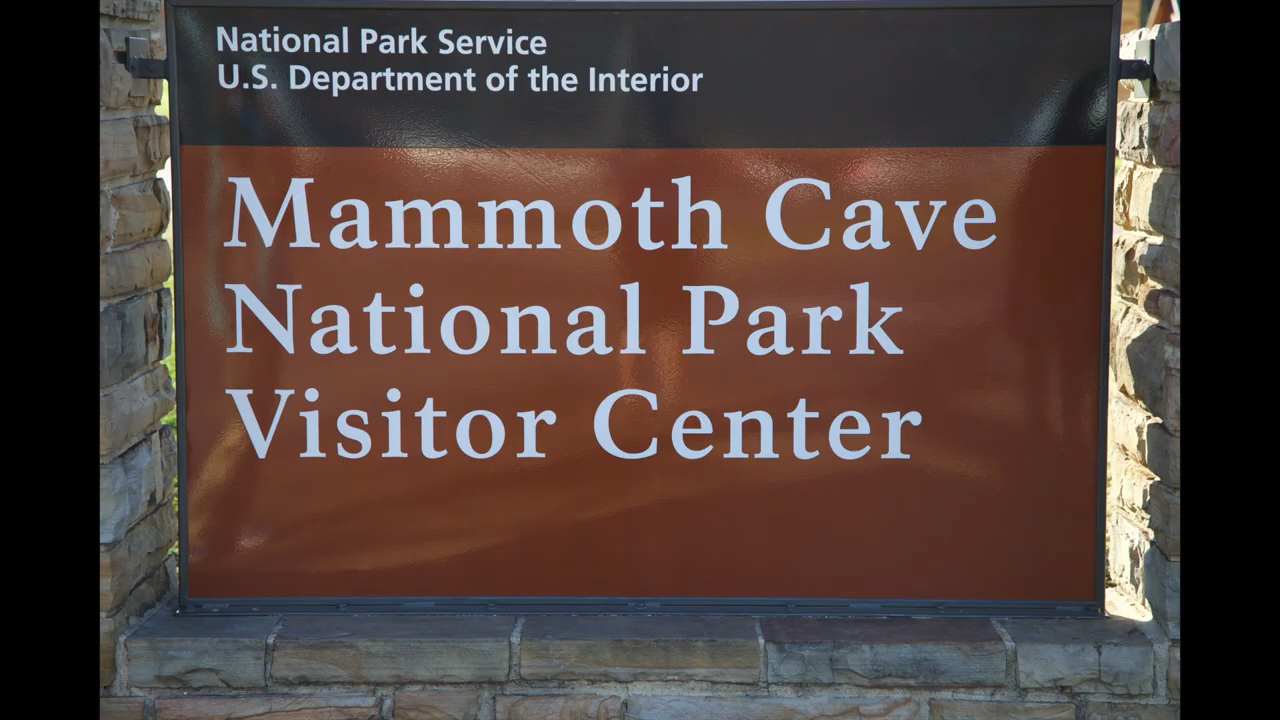 National Park Service
U.S. Department of the Interior
Mammoth Cave
National Park
Visitor Center